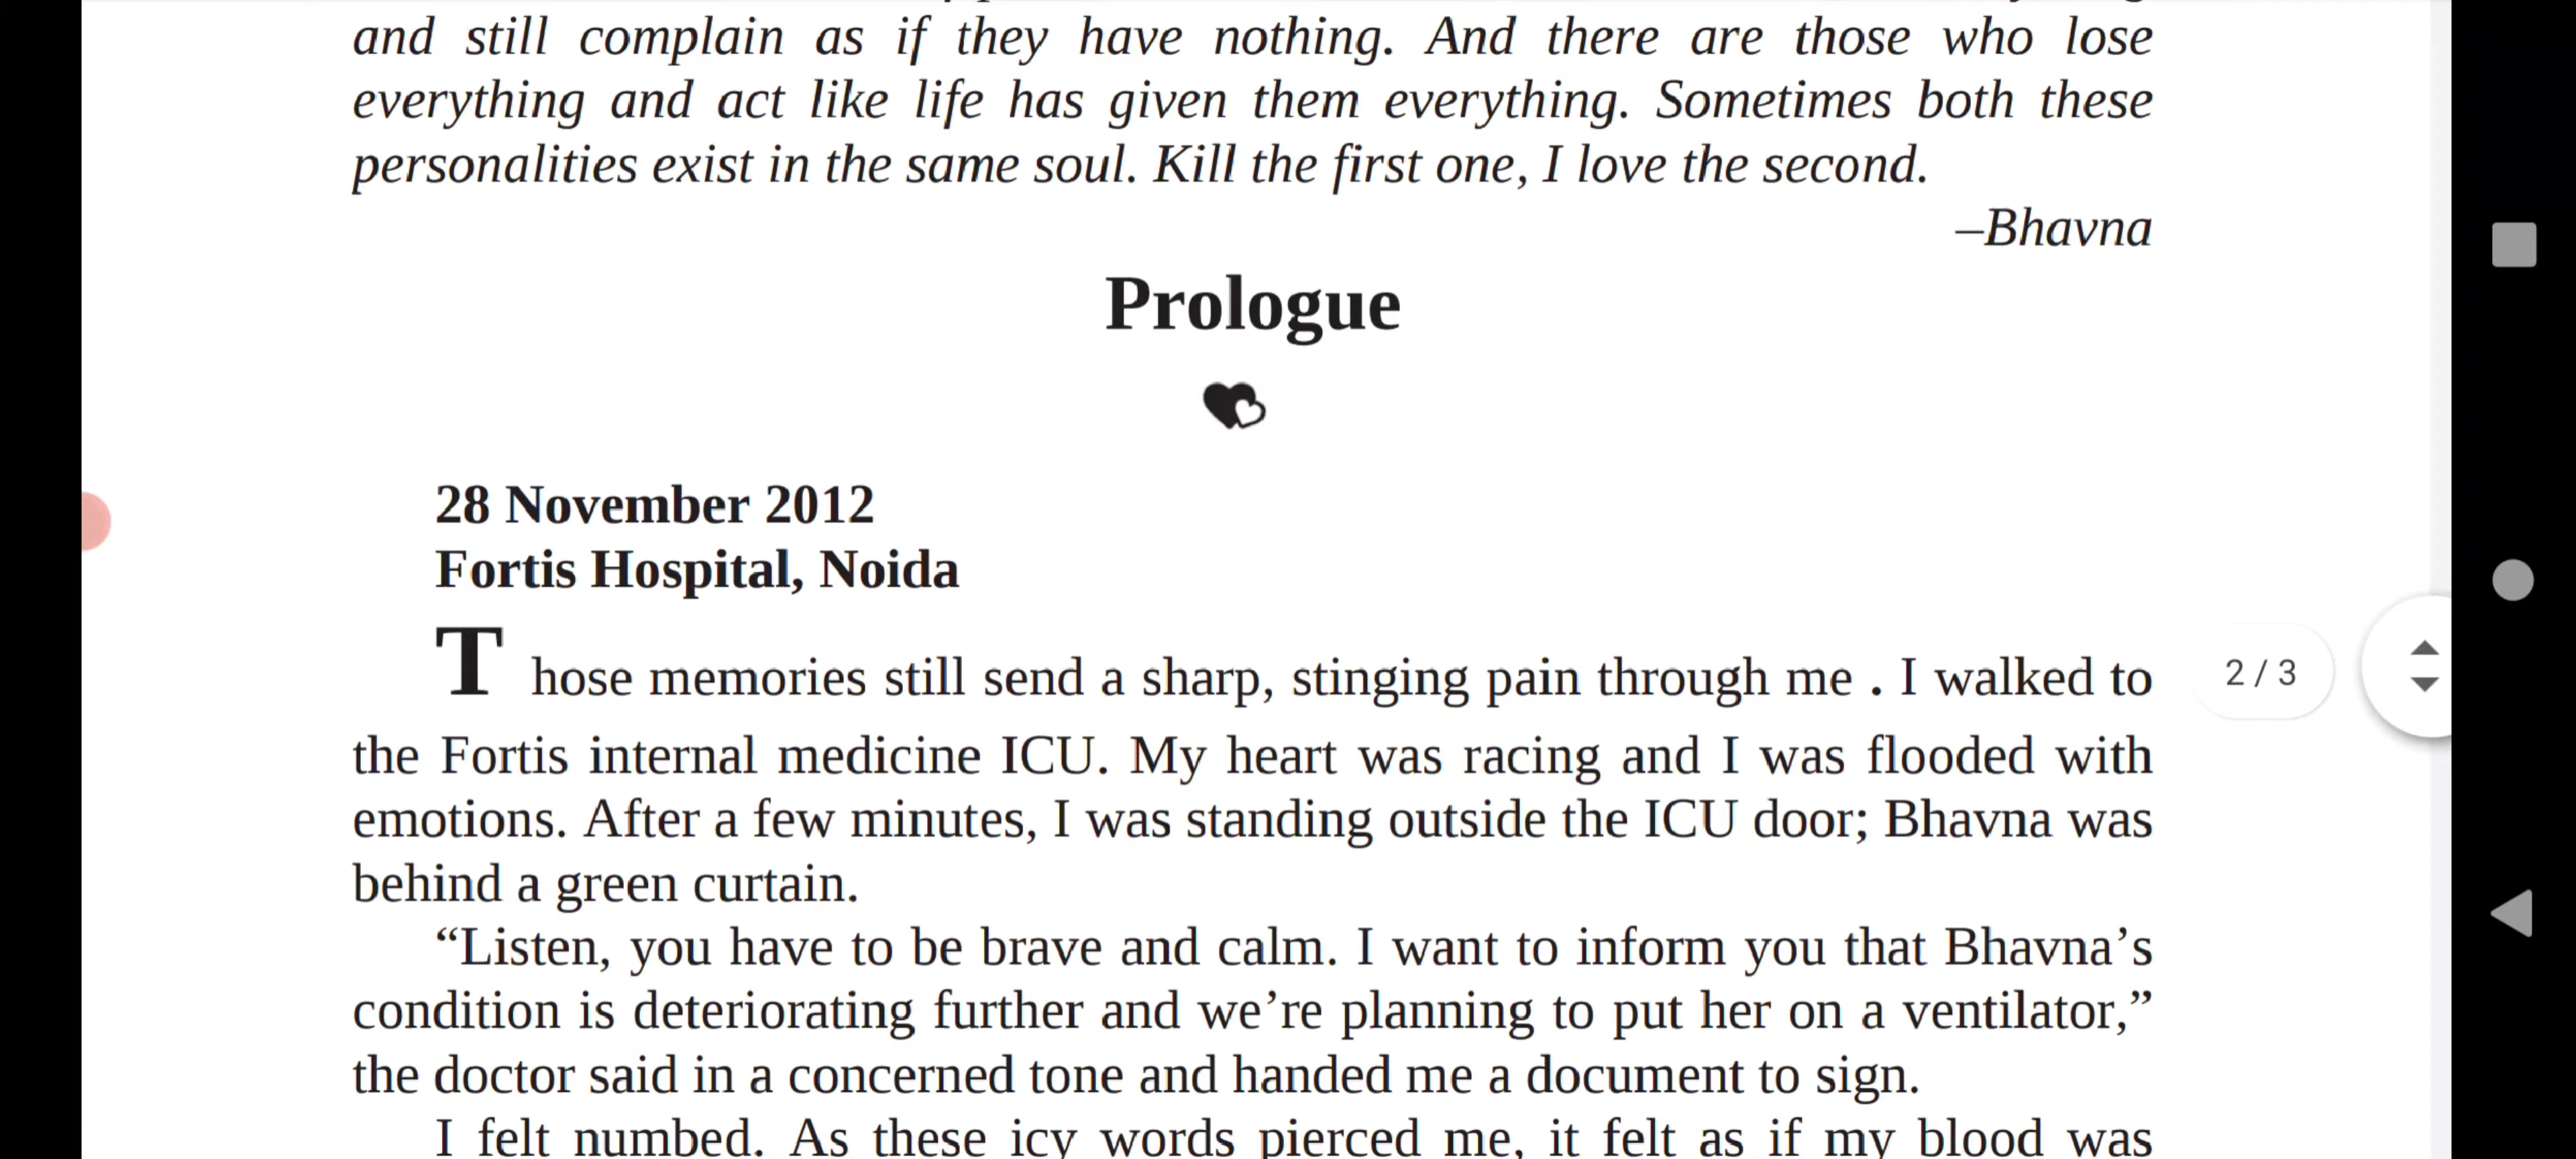 and still complain as if they have nothing. And there are those who lose
everything and act like life has given them everything. Sometimes both these
personalities exist in the same soul. Kill the first one, I love the second.
–Bhavna
Prologue
28 November 2012
Fortis Hospital, Noida
T hose memories still send a sharp, stinging pain through me . I walked to
2 / 3
the Fortis internal medicine ICU. My heart was racing and I was flooded with
emotions. After a few minutes, I was standing outside the ICU door; Bhavna was
behind a green curtain.
“Listen, you have to be brave and calm. I want to inform you that Bhavna’s
condition is deteriorating further and we’re planning to put her on a ventilator,”
the doctor said in a concerned tone and handed me a document to sign.
I felt numbed. As these icy words pierced me, it felt as if my blood was